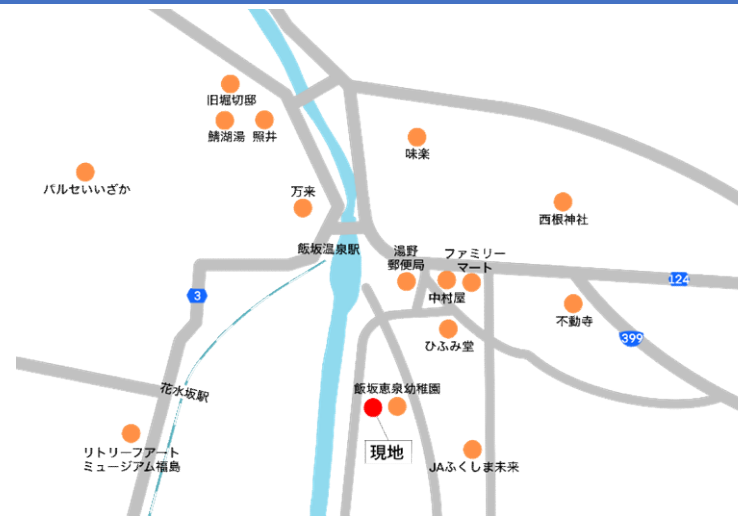 旧堀切邸
鯖湖湯
照井
味楽
パルセいいざか
万来
西根神社
飯坂温泉駅
湯野
郵便局
ファミリー
マート
124
中村屋
3
不動寺
399
ひふみ堂
花水坂駅
飯坂恵泉幼稚園
リトリーフアート
ミュージアム福島
現地
JAふくしま未来